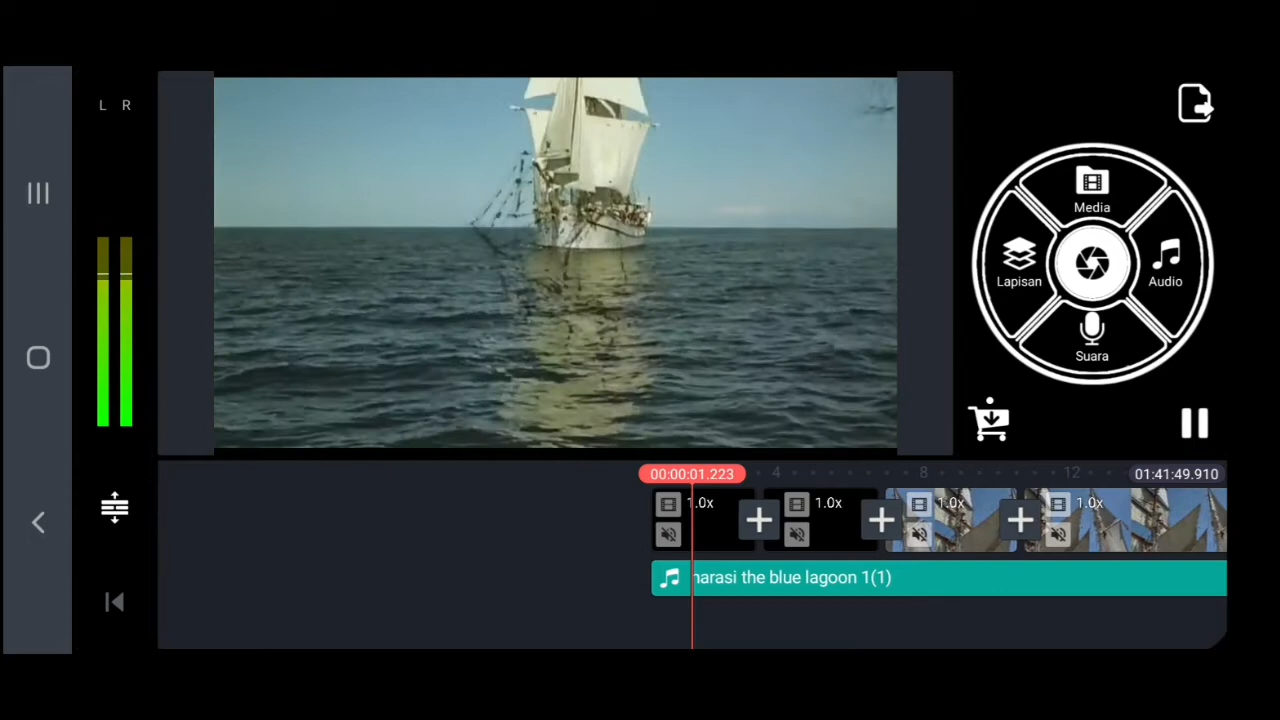 L R
Media
Lapisan
Audio
Suara
00:00:01.223
4
8
12
01:41:49.910
1.0x
1.0x
1.0x
1.0x
narasi the blue lagoon 1(1)